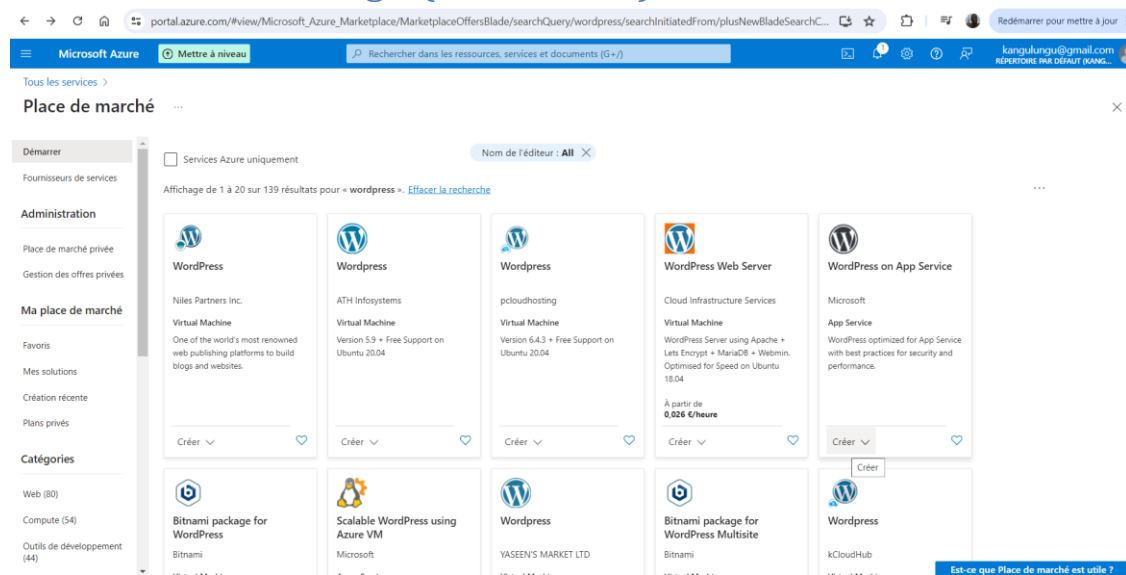 portal.azure.com/#view/Microsoft_Azure_Marketplace/MarketplaceOffersBlade/searchQuery/wordpress/searchInitiatedFrom/plusNewBladeSearchC...
Redémarrer pour mettre à jour
Microsoft Azure
Mettre à niveau
Rechercher dans les ressources, services et documents (G+/)
kangulungu@gmail.com
RÉPERTOIRE PAR DÉFAUT (KANG...
Tous les services >
Place de marché
...
Démarrer
Fournisseurs de services
Administration
Place de marché privée
Gestion des offres privées
Ma place de marché
Favoris
Mes solutions
Création récente
Plans privés
Catégories
Web (80)
Compute (54)
Outils de développement
(44)
Services Azure uniquement
Nom de l'éditeur : All
Affichage de 1 à 20 sur 139 résultats pour « wordpress ». Effacer la recherche
...
WordPress
Niles Partners Inc.
Virtual Machine
One of the world's most renowned
web publishing platforms to build
blogs and websites.
Créer
Wordpress
ATH Infosystems
Virtual Machine
Version 5.9 + Free Support on
Ubuntu 20.04
Créer
Wordpress
pcloudhosting
Virtual Machine
Version 6.4.3 + Free Support on
Ubuntu 20.04
Créer
WordPress Web Server
Cloud Infrastructure Services
Virtual Machine
WordPress Server using Apache +
Lets Encrypt + MariaDB + Webmin.
Optimised for Speed on Ubuntu
18.04
À partir de
0,026 €/heure
Créer
WordPress on App Service
Microsoft
App Service
WordPress optimized for App Service
with best practices for security and
performance.
Créer
Créer
Bitnami package for
WordPress
Bitnami
Scalable WordPress using
Azure VM
Microsoft
Wordpress
YASEEN'S MARKET LTD
Bitnami package for
WordPress Multisite
Bitnami
Wordpress
kCloudHub
Est-ce que Place de marché est utile ?